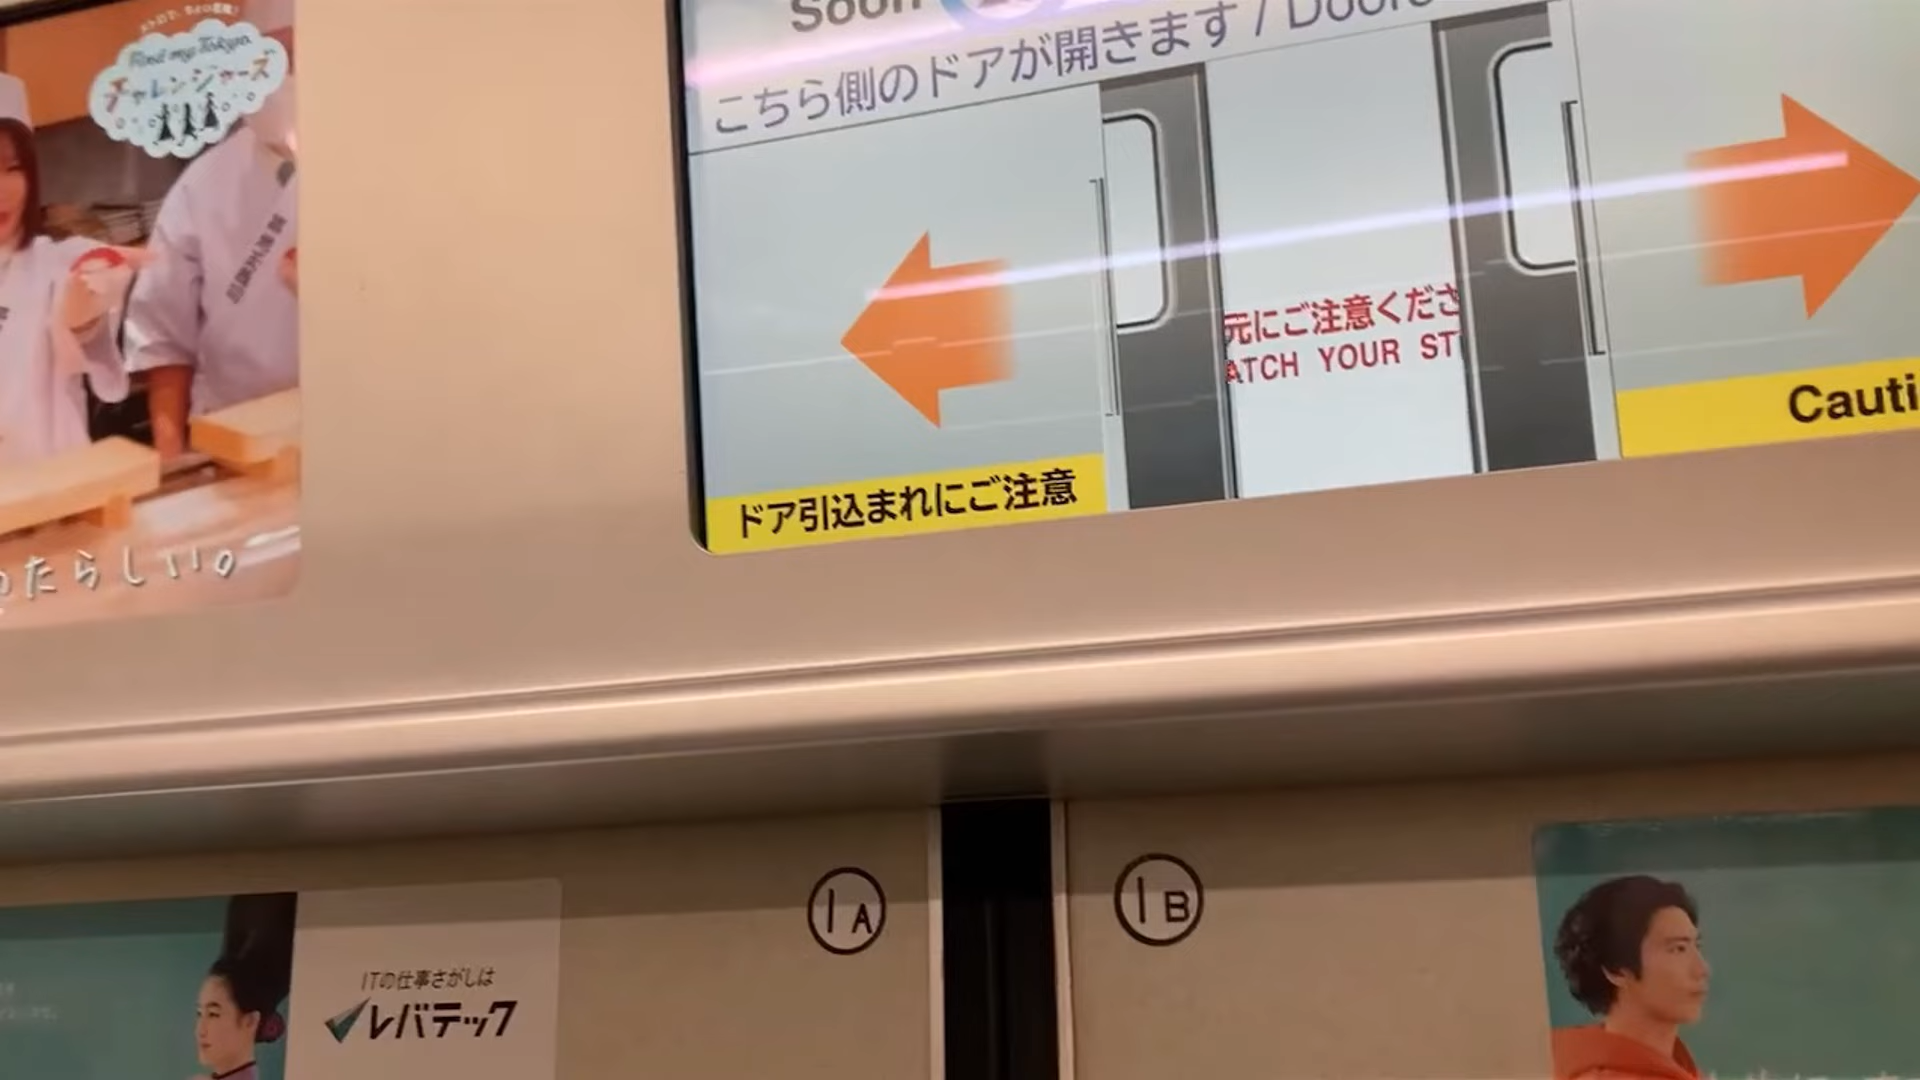 Find my Tokyo.
チャレンジャーズ
たらしい。
Soon
こちら側のドアが開きます / Doors
元にご注意くださ
ATCH YOUR ST
ドア引込まれにご注意
Cauti
1A
1B
ITの仕事さがしは
レバテック